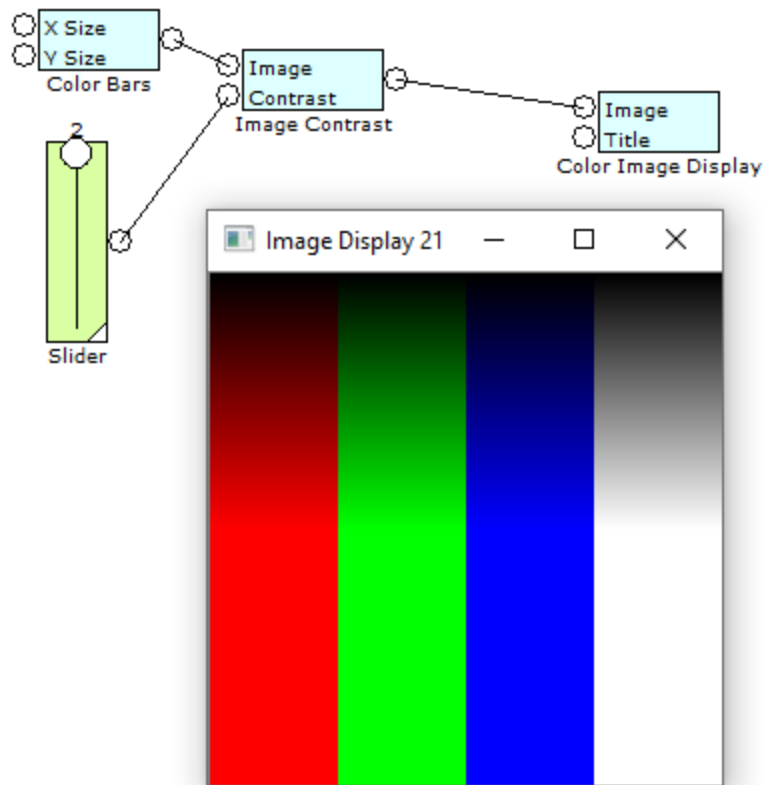 X Size
Y Size
Color Bars
Image
Contrast
Image Contrast
Image
Title
Color Image Display
2
Slider
Image Display 21